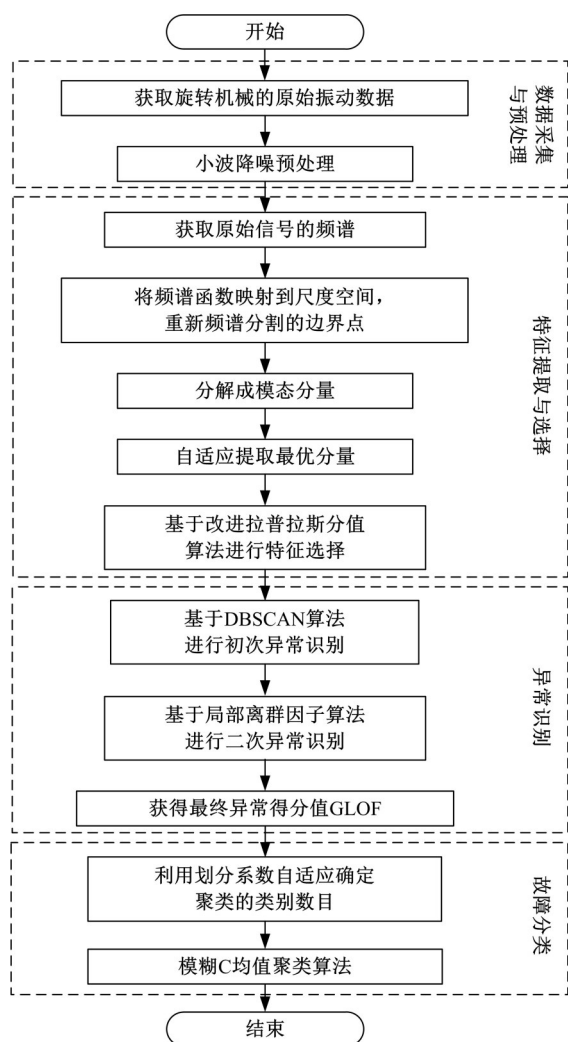 开始
获取旋转机械的原始振动数据
小波降噪预处理
数据采集
与预处理
获取原始信号的频谱
将频谱函数映射到尺度空间，
重新频谱分割的边界点
分解成模态分量
自适应提取最优分量
基于改进拉普拉斯分值
算法进行特征选择
特征提取与选择
基于DBSCAN算法
进行初次异常识别
基于局部离群因子算法
进行二次异常识别
获得最终异常得分值GLOF
异常识别
利用划分系数自适应确定
聚类的类别数目
模糊C均值聚类算法
故障分类
结束